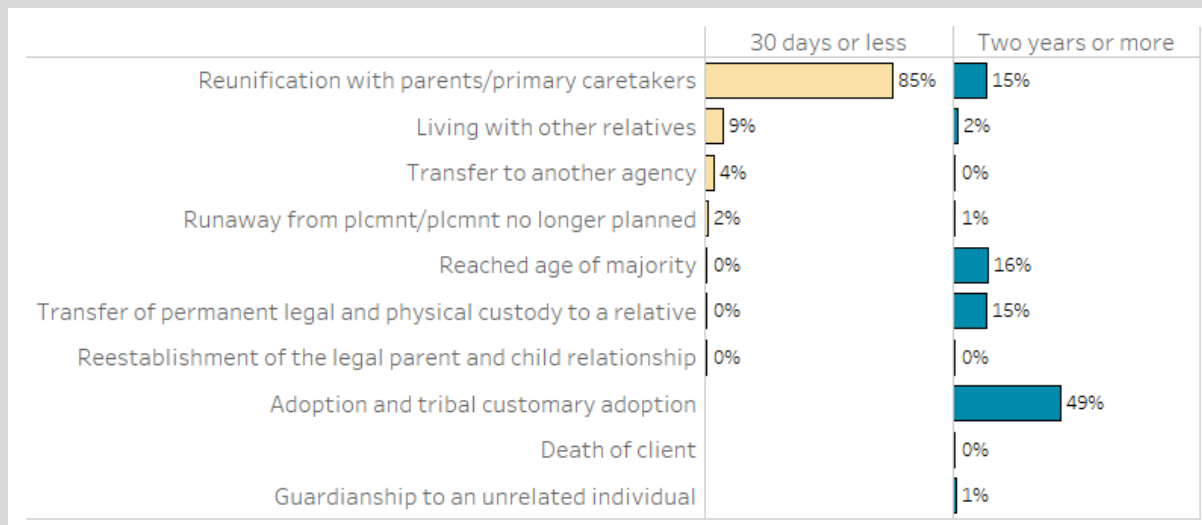 30 days or less Two years or more
Reunification with parents/primary caretakers 85% 15%
Living with other relatives 9% 2%
Transfer to another agency 4% 0%
Runaway from plcmnt/plcmnt no longer planned 2% 1%
Reached age of majority 0% 16%
Transfer of permanent legal and physical custody to a relative 0% 15%
Reestablishment of the legal parent and child relationship 0% 0%
Adoption and tribal customary adoption 49%
Death of client 0%
Guardianship to an unrelated individual 1%